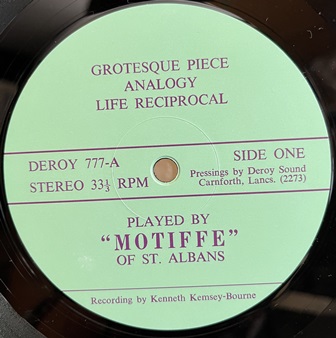 GROTESQUE PIECE
ANALOGY
LIFE RECIPROCAL
DEROY 777-A
STEREO 33⅓ RPM
SIDE ONE
Pressings by Deroy Sound
Carnforth, Lancs. (2273)
PLAYED BY
“MOTIFFE”
OF ST. ALBANS
Recording by Kenneth Kemsey-Bourne